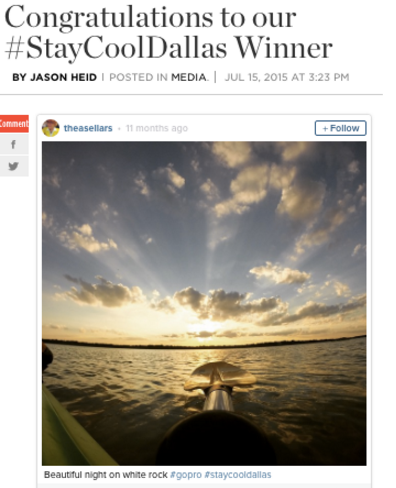 Congratulations to our
#StayCoolDallas Winner
BY JASON HEID | POSTED IN MEDIA. | JUL 15, 2015 AT 3:23 PM
Comment
theasellars • 11 months ago
+ Follow
Beautiful night on white rock #gopro #staycooldallas